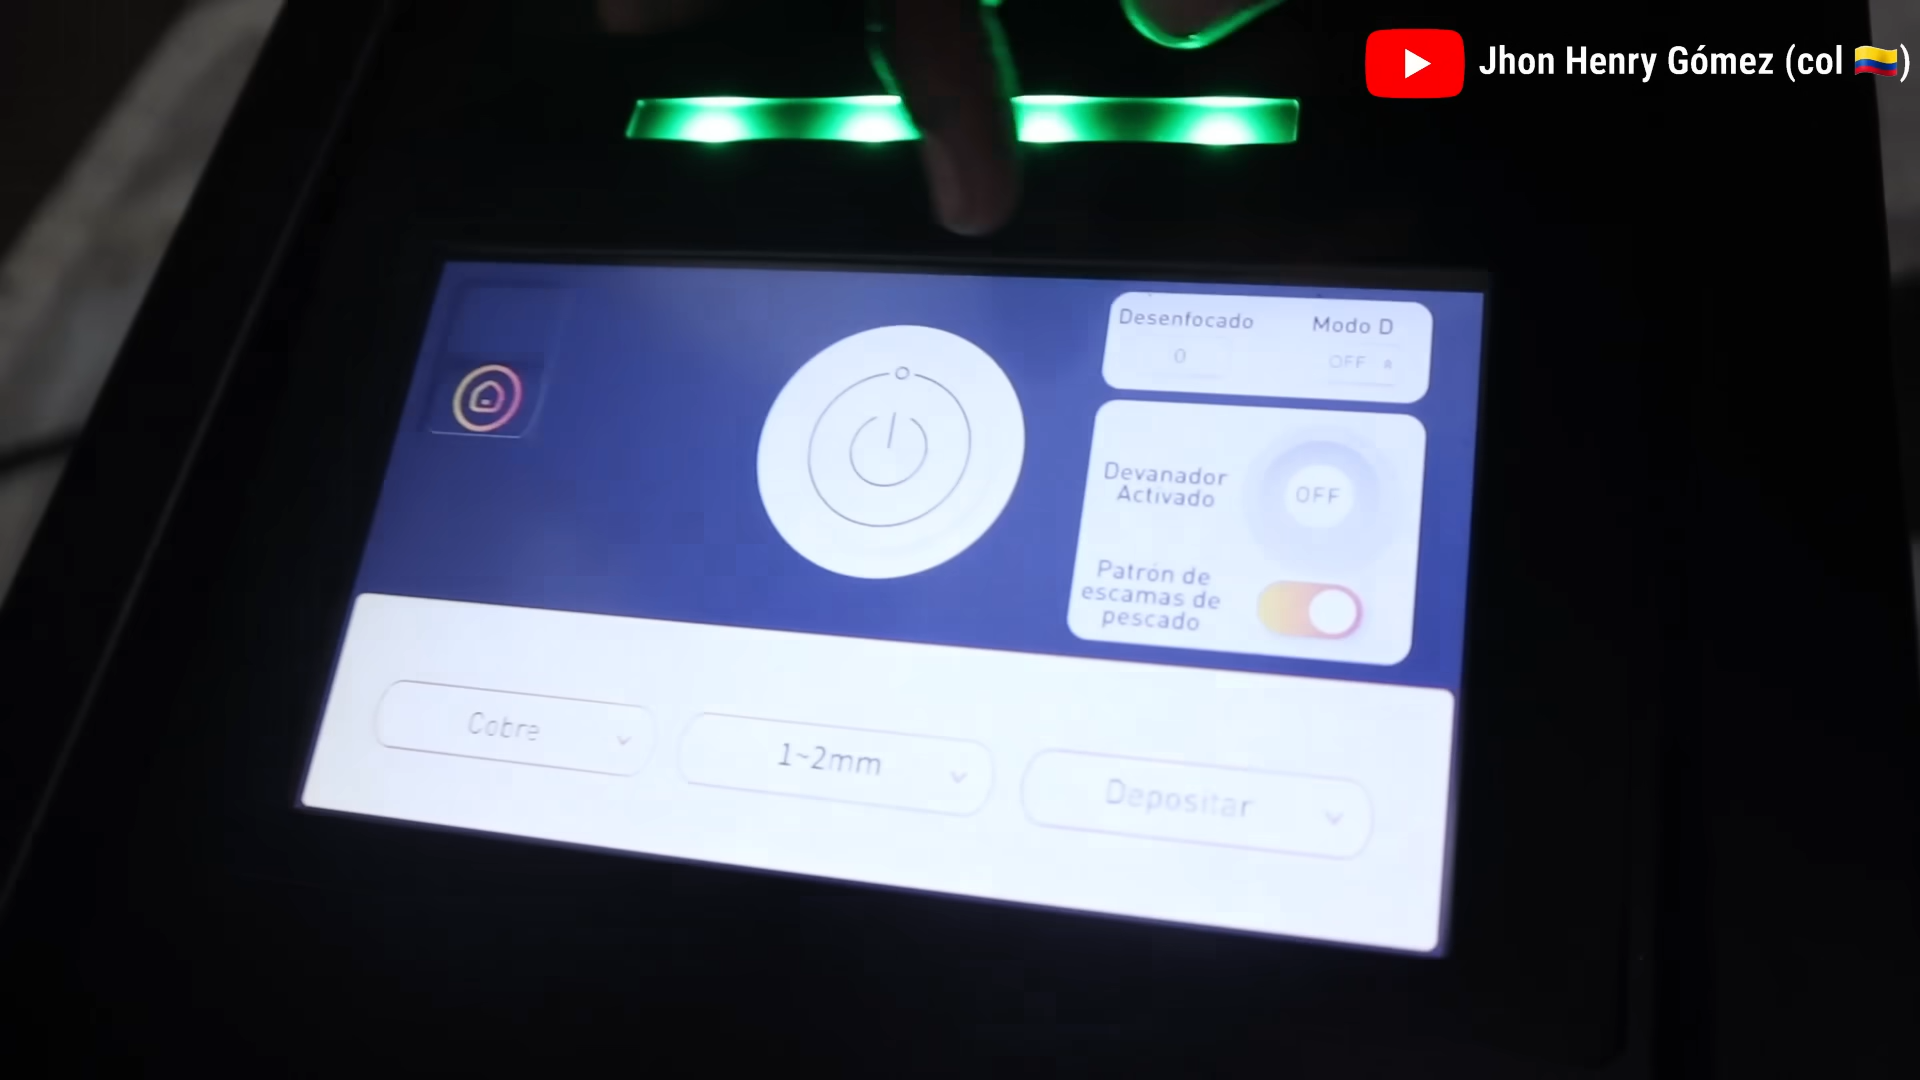 Jhon Henry Gómez (col 🇨🇴)
Desenfocado
Modo D
0
OFF
Devanador
Activado
OFF
Patrón de
escamas de
pescado
Cobre
1~2mm
Depositar